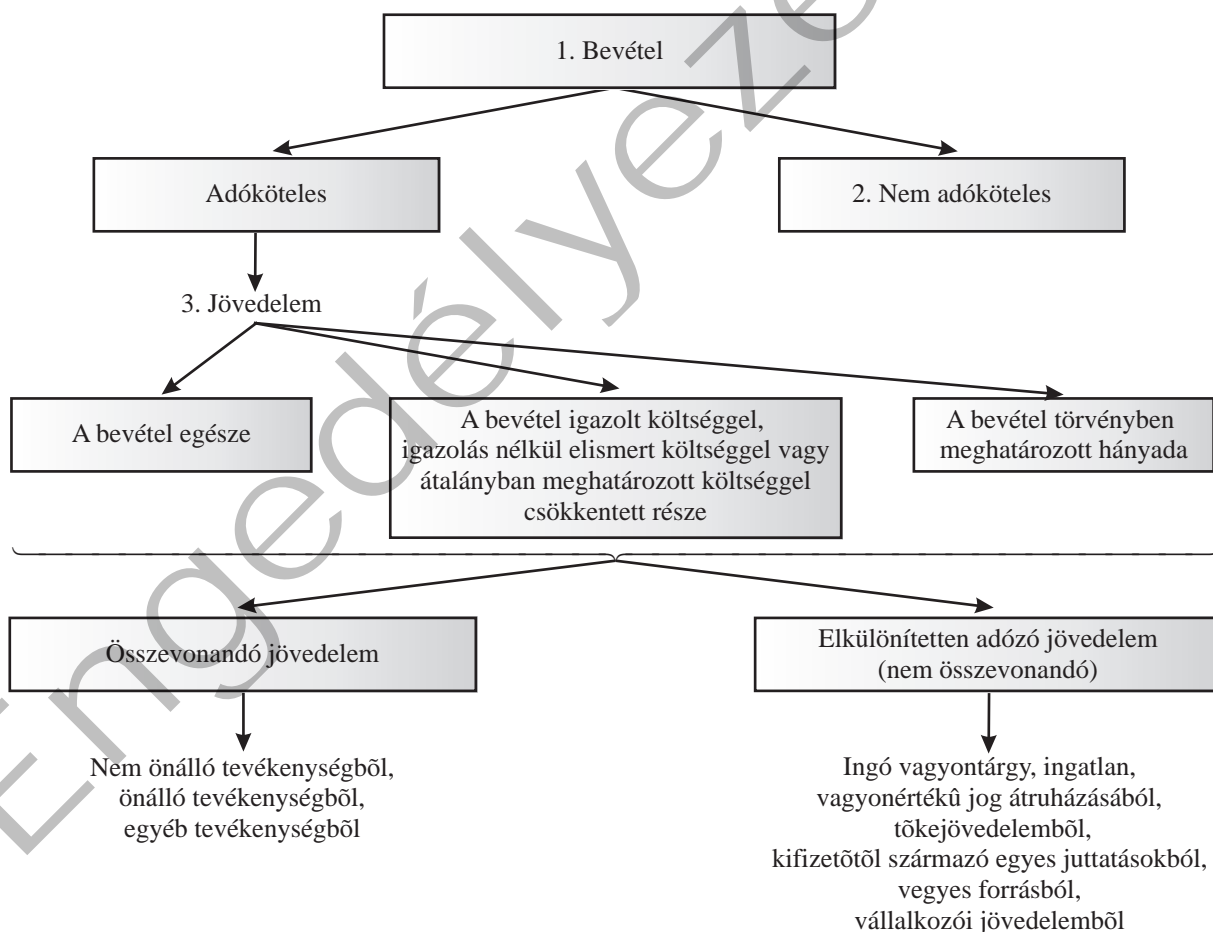 1. Bevétel
Adóköteles
2. Nem adóköteles
3. Jövedelem
A bevétel egésze
A bevétel igazolt költséggel,
igazolás nélkül elismert költséggel vagy
átalányban meghatározott költséggel
csökkentett része
A bevétel törvényben
meghatározott hányada
Összevonandó jövedelem
Elkülönítetten adózó jövedelem
(nem összevonandó)
Nem önálló tevékenységbõl,
önálló tevékenységbõl,
egyéb tevékenységbõl
Ingó vagyontárgy, ingatlan,
vagyonértékû jog átruházásából,
tõkejövedelembõl,
kifizetõtõl származó egyes juttatásokból,
vegyes forrásból,
vállalkozói jövedelembõl
Engedélyeze